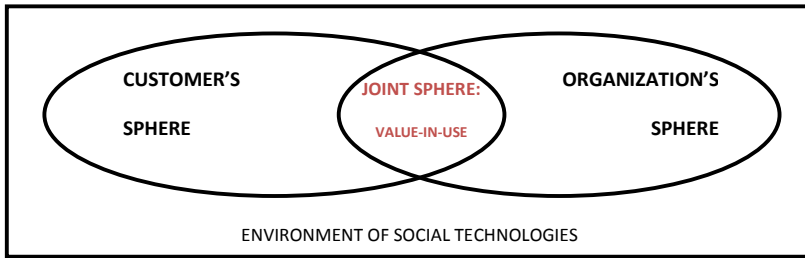 CUSTOMER’S
SPHERE
JOINT SPHERE:
VALUE-IN-USE
ORGANIZATION’S
SPHERE
ENVIRONMENT OF SOCIAL TECHNOLOGIES